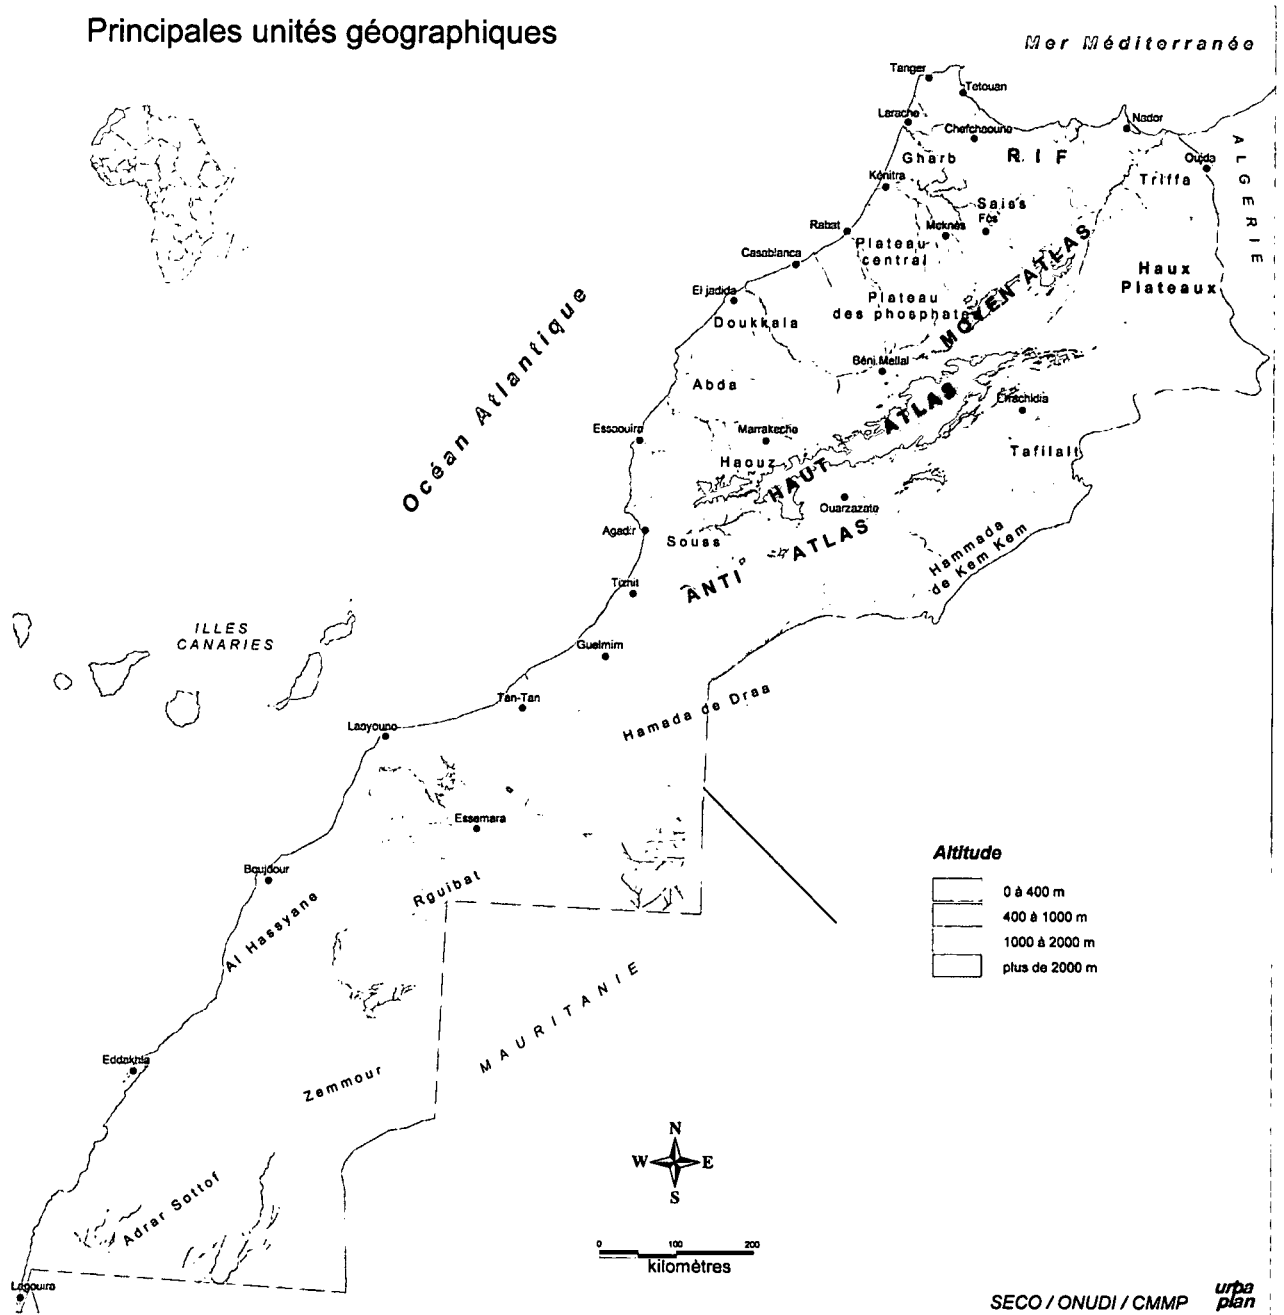 Principales unités géographiques
Mer Méditerranée
Tanger
Tetouan
Larache
Chefchaouno
Nador
ALGERIE
Gharb
RIF
Oujda
Triffa
Kénitra
Saiss
Fès
Rabat
Meknès
Plateau
central
MOYEN ATLAS
Casablanca
Haux
Plateaux
El jadida
Plateau
des phosphate
Doukkala
Océan Atlantique
Béni Mellal
Abda
Errachidia
HAUT ATLAS
Essaouira
Marrakeche
Tafilalt
Haouz
Ouarzazate
Agadir
Souss
ANTI ATLAS
Hammada
de Kem Kem
Tiznit
ILLES
CANARIES
Guelmim
Tan-Tan
Hamada de Draa
Laayoune
Essemara
Altitude
Boujdour
Rguibat
0 à 400 m
400 à 1000 m
1000 à 2000 m
plus de 2000 m
Al Hassyane
MAURITANIE
Eddakhla
Zemmour
N
W E
S
Adrar Sottof
0 100 200
kilomètres
Lagouira
SECO / ONUDI / CMMP
urba
plan